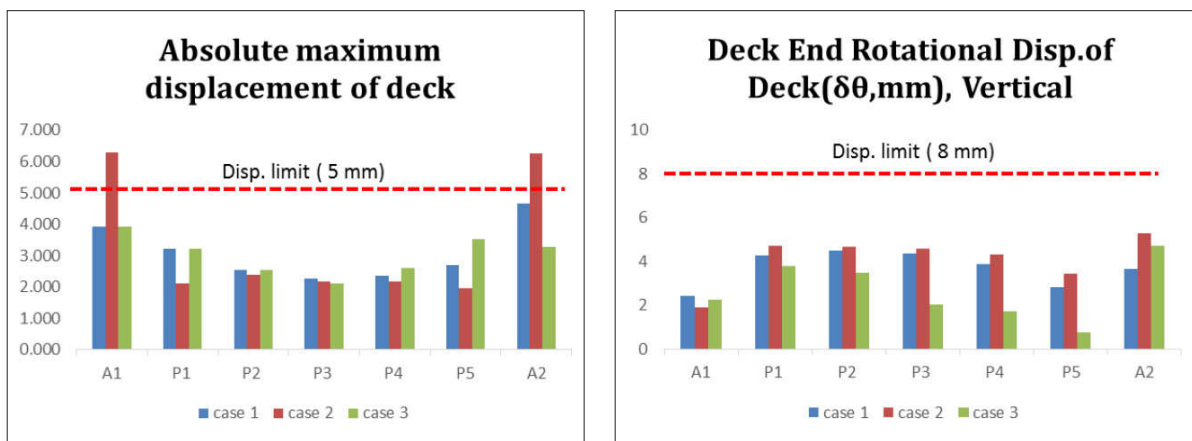 Absolute maximum
displacement of deck
7.000
6.000
5.000
4.000
3.000
2.000
1.000
0.000
Disp. limit ( 5 mm)
A1 P1 P2 P3 P4 P5 A2
case 1 case 2 case 3
Deck End Rotational Disp.of
Deck(δθ,mm), Vertical
10
8
6
4
2
0
Disp. limit ( 8 mm)
A1 P1 P2 P3 P4 P5 A2
case 1 case 2 case 3